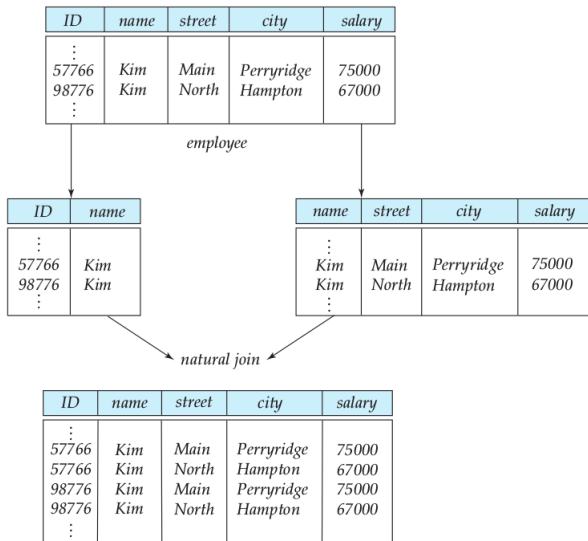 ID name street city salary
⋮
57766 Kim Main Perryridge 75000
98776 Kim North Hampton 67000
⋮
employee
ID name
⋮
57766 Kim
98776 Kim
⋮
name street city salary
⋮
Kim Main Perryridge 75000
Kim North Hampton 67000
⋮
natural join
ID name street city salary
⋮
57766 Kim Main Perryridge 75000
57766 Kim North Hampton 67000
98776 Kim Main Perryridge 75000
98776 Kim North Hampton 67000
⋮